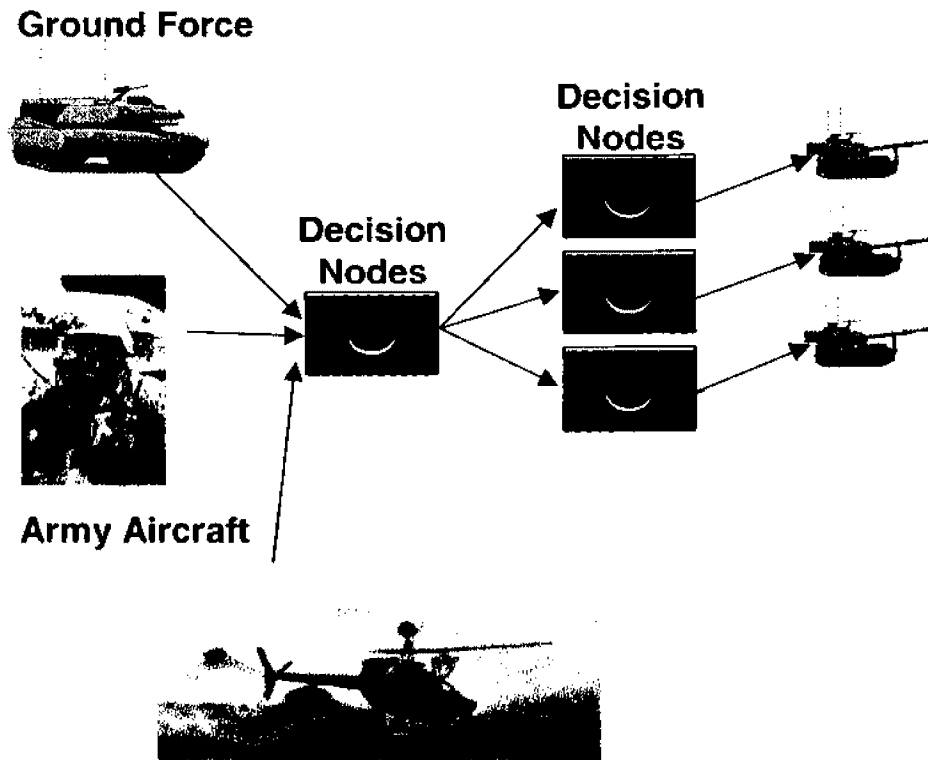 Ground Force
Decision
Nodes
Decision
Nodes
Army Aircraft